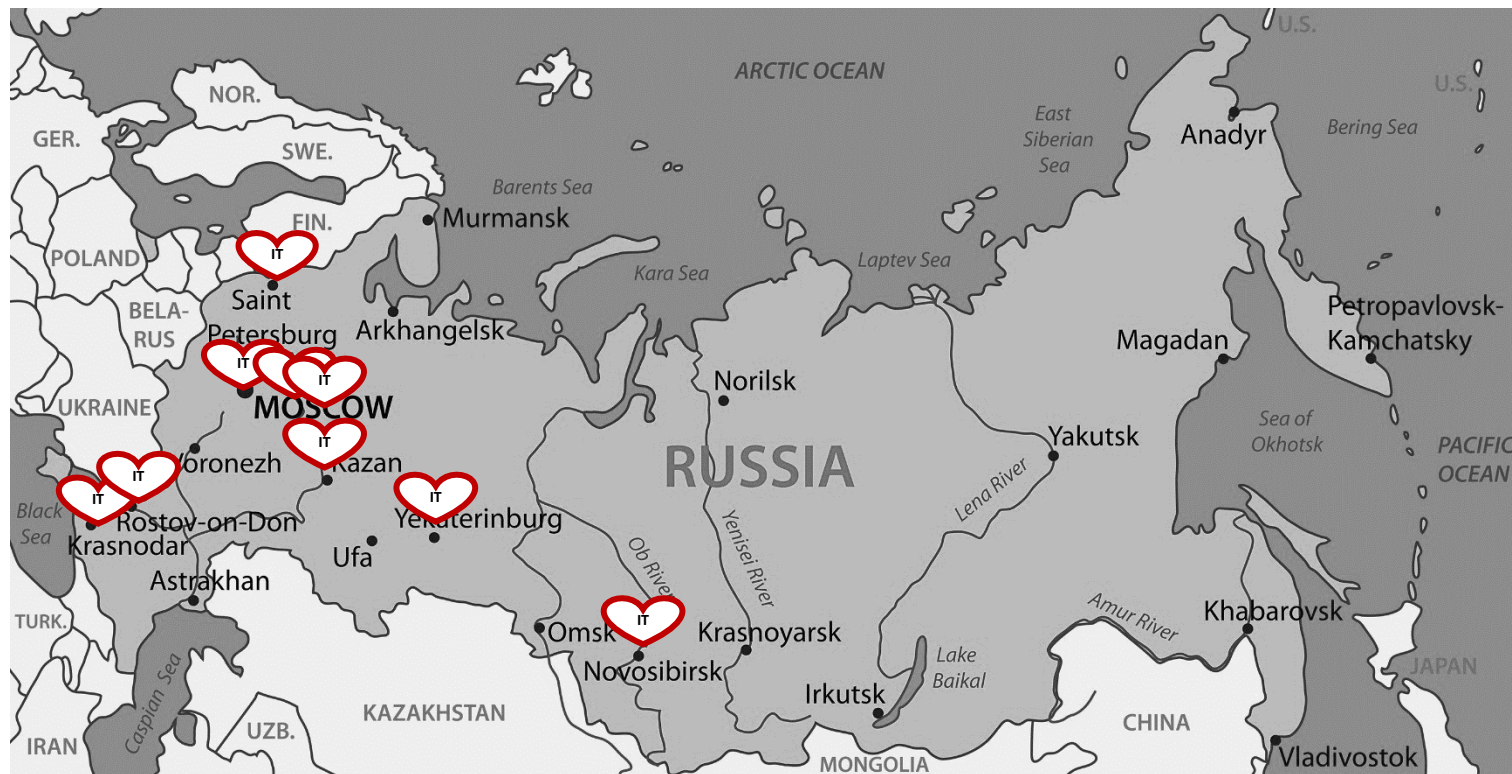 U.S.
ARCTIC OCEAN
U.S.
NOR.
GER.
East
Siberian
Sea
Anadyr
Bering Sea
SWE.
Barents Sea
Murmansk
FIN.
IT
POLAND
Kara Sea
Laptev Sea
Saint
Petersburg
BELA-
RUS
Arkhangelsk
Petropavlovsk-
Kamchatsky
Magadan
IT
IT
Norilsk
MOSCOW
UKRAINE
Sea of
Okhotsk
IT
Yakutsk
PACIFIC
OCEAN
RUSSIA
Voronezh
Kazan
IT
IT
IT
Lena River
Black
Sea
Rostov-on-Don
Krasnodar
Yekaterinburg
Ufa
Ob River
Yenisei River
Astrakhan
TURK.
IT
Omsk
Novosibirsk
Krasnoyarsk
Amur River
Khabarovsk
Lake
Baikal
JAPAN
Caspian Sea
Irkutsk
KAZAKHSTAN
UZB.
IRAN
CHINA
MONGOLIA
Vladivostok